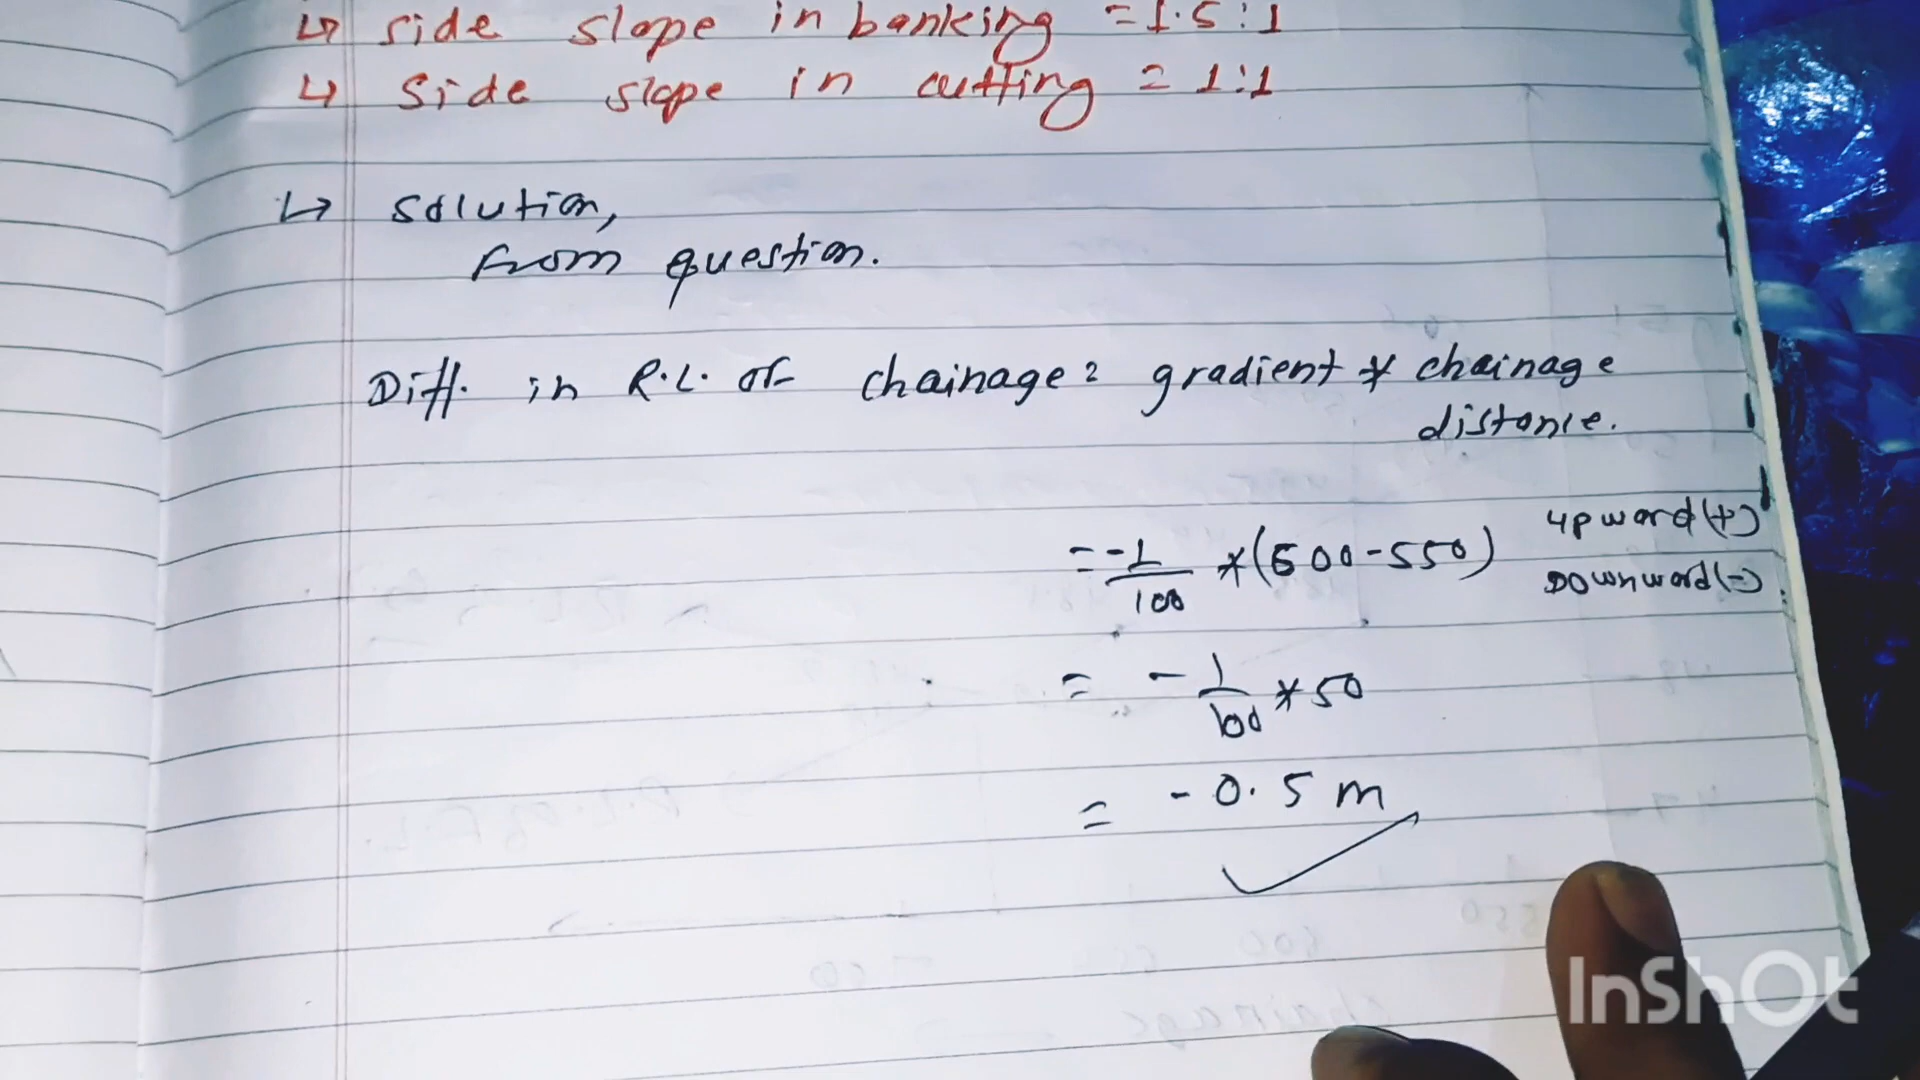 ↳ side slope in banking = 1.5:1
↳ side slope in cutting = 1:1
↳ solution,
from question.
Diff. in R.L. of chainage = gradient * chainage
distance.
= -1/100 * (600-550)
upward (+)
Downward (-)
= - 1/100 * 50
= - 0.5 m
InShOt